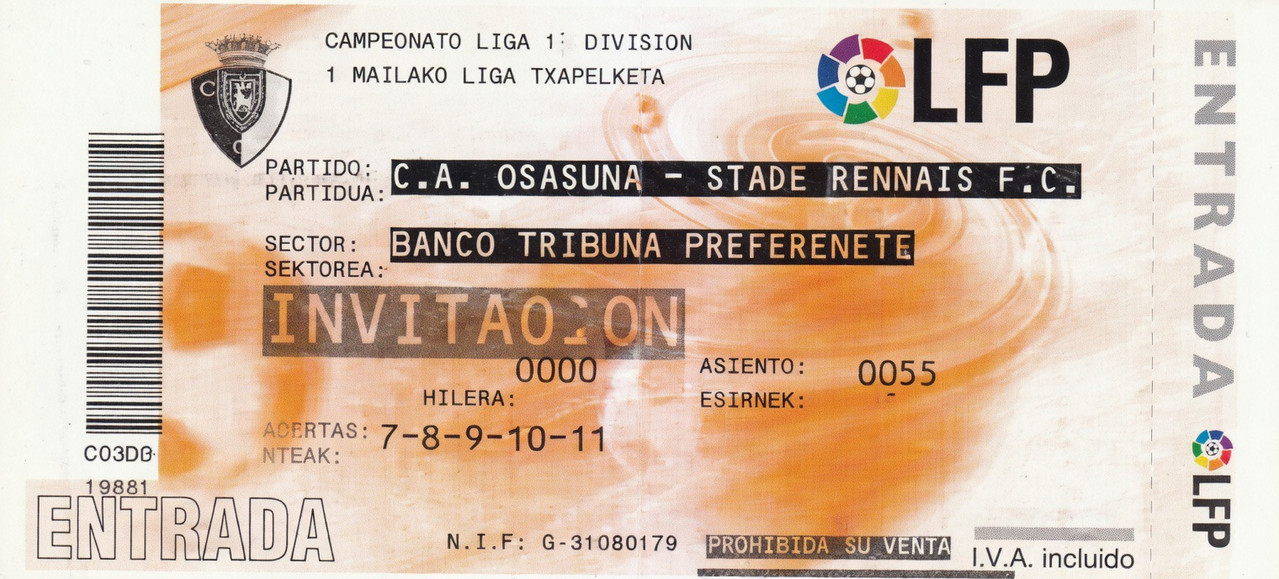 CAMPEONATO LIGA 1ª DIVISION
1 MAILAKO LIGA TXAPELKETA
LFP
PARTIDO:
PARTIDUA:
C.A. OSASUNA - STADE RENNAIS F.C.
SECTOR:
SEKTOREA:
BANCO TRIBUNA PREFERENETE
0000
HILERA:
ASIENTO: 0055
ESIRNEK:
7-8-9-10-11
NTEAK:
C03D
19881
ENTRADA
N.I.F: G-31080179
PROHIBIDA SU VENTA
I.V.A. incluido
ENTRADA
LFP